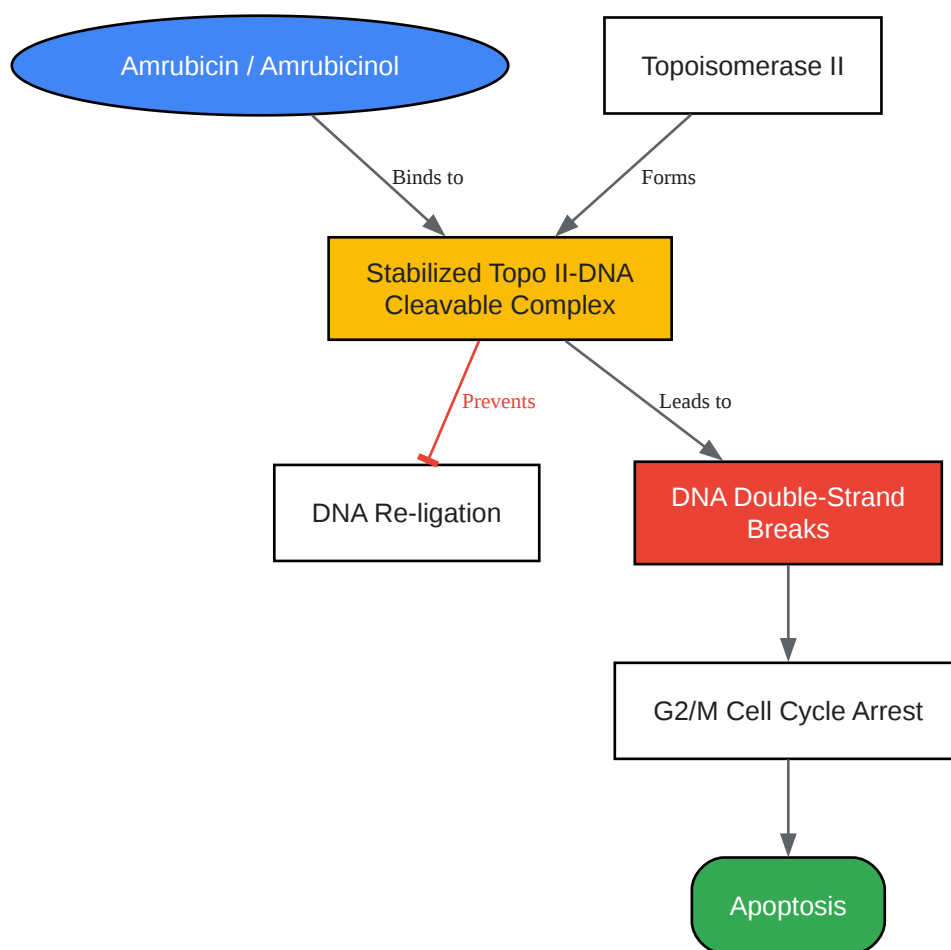 Amrubicin / Amrubicinol
Topoisomerase II
Binds to
Forms
Stabilized Topo II-DNA
Cleavable Complex
Prevents
Leads to
DNA Re-ligation
DNA Double-Strand
Breaks
G2/M Cell Cycle Arrest
Apoptosis